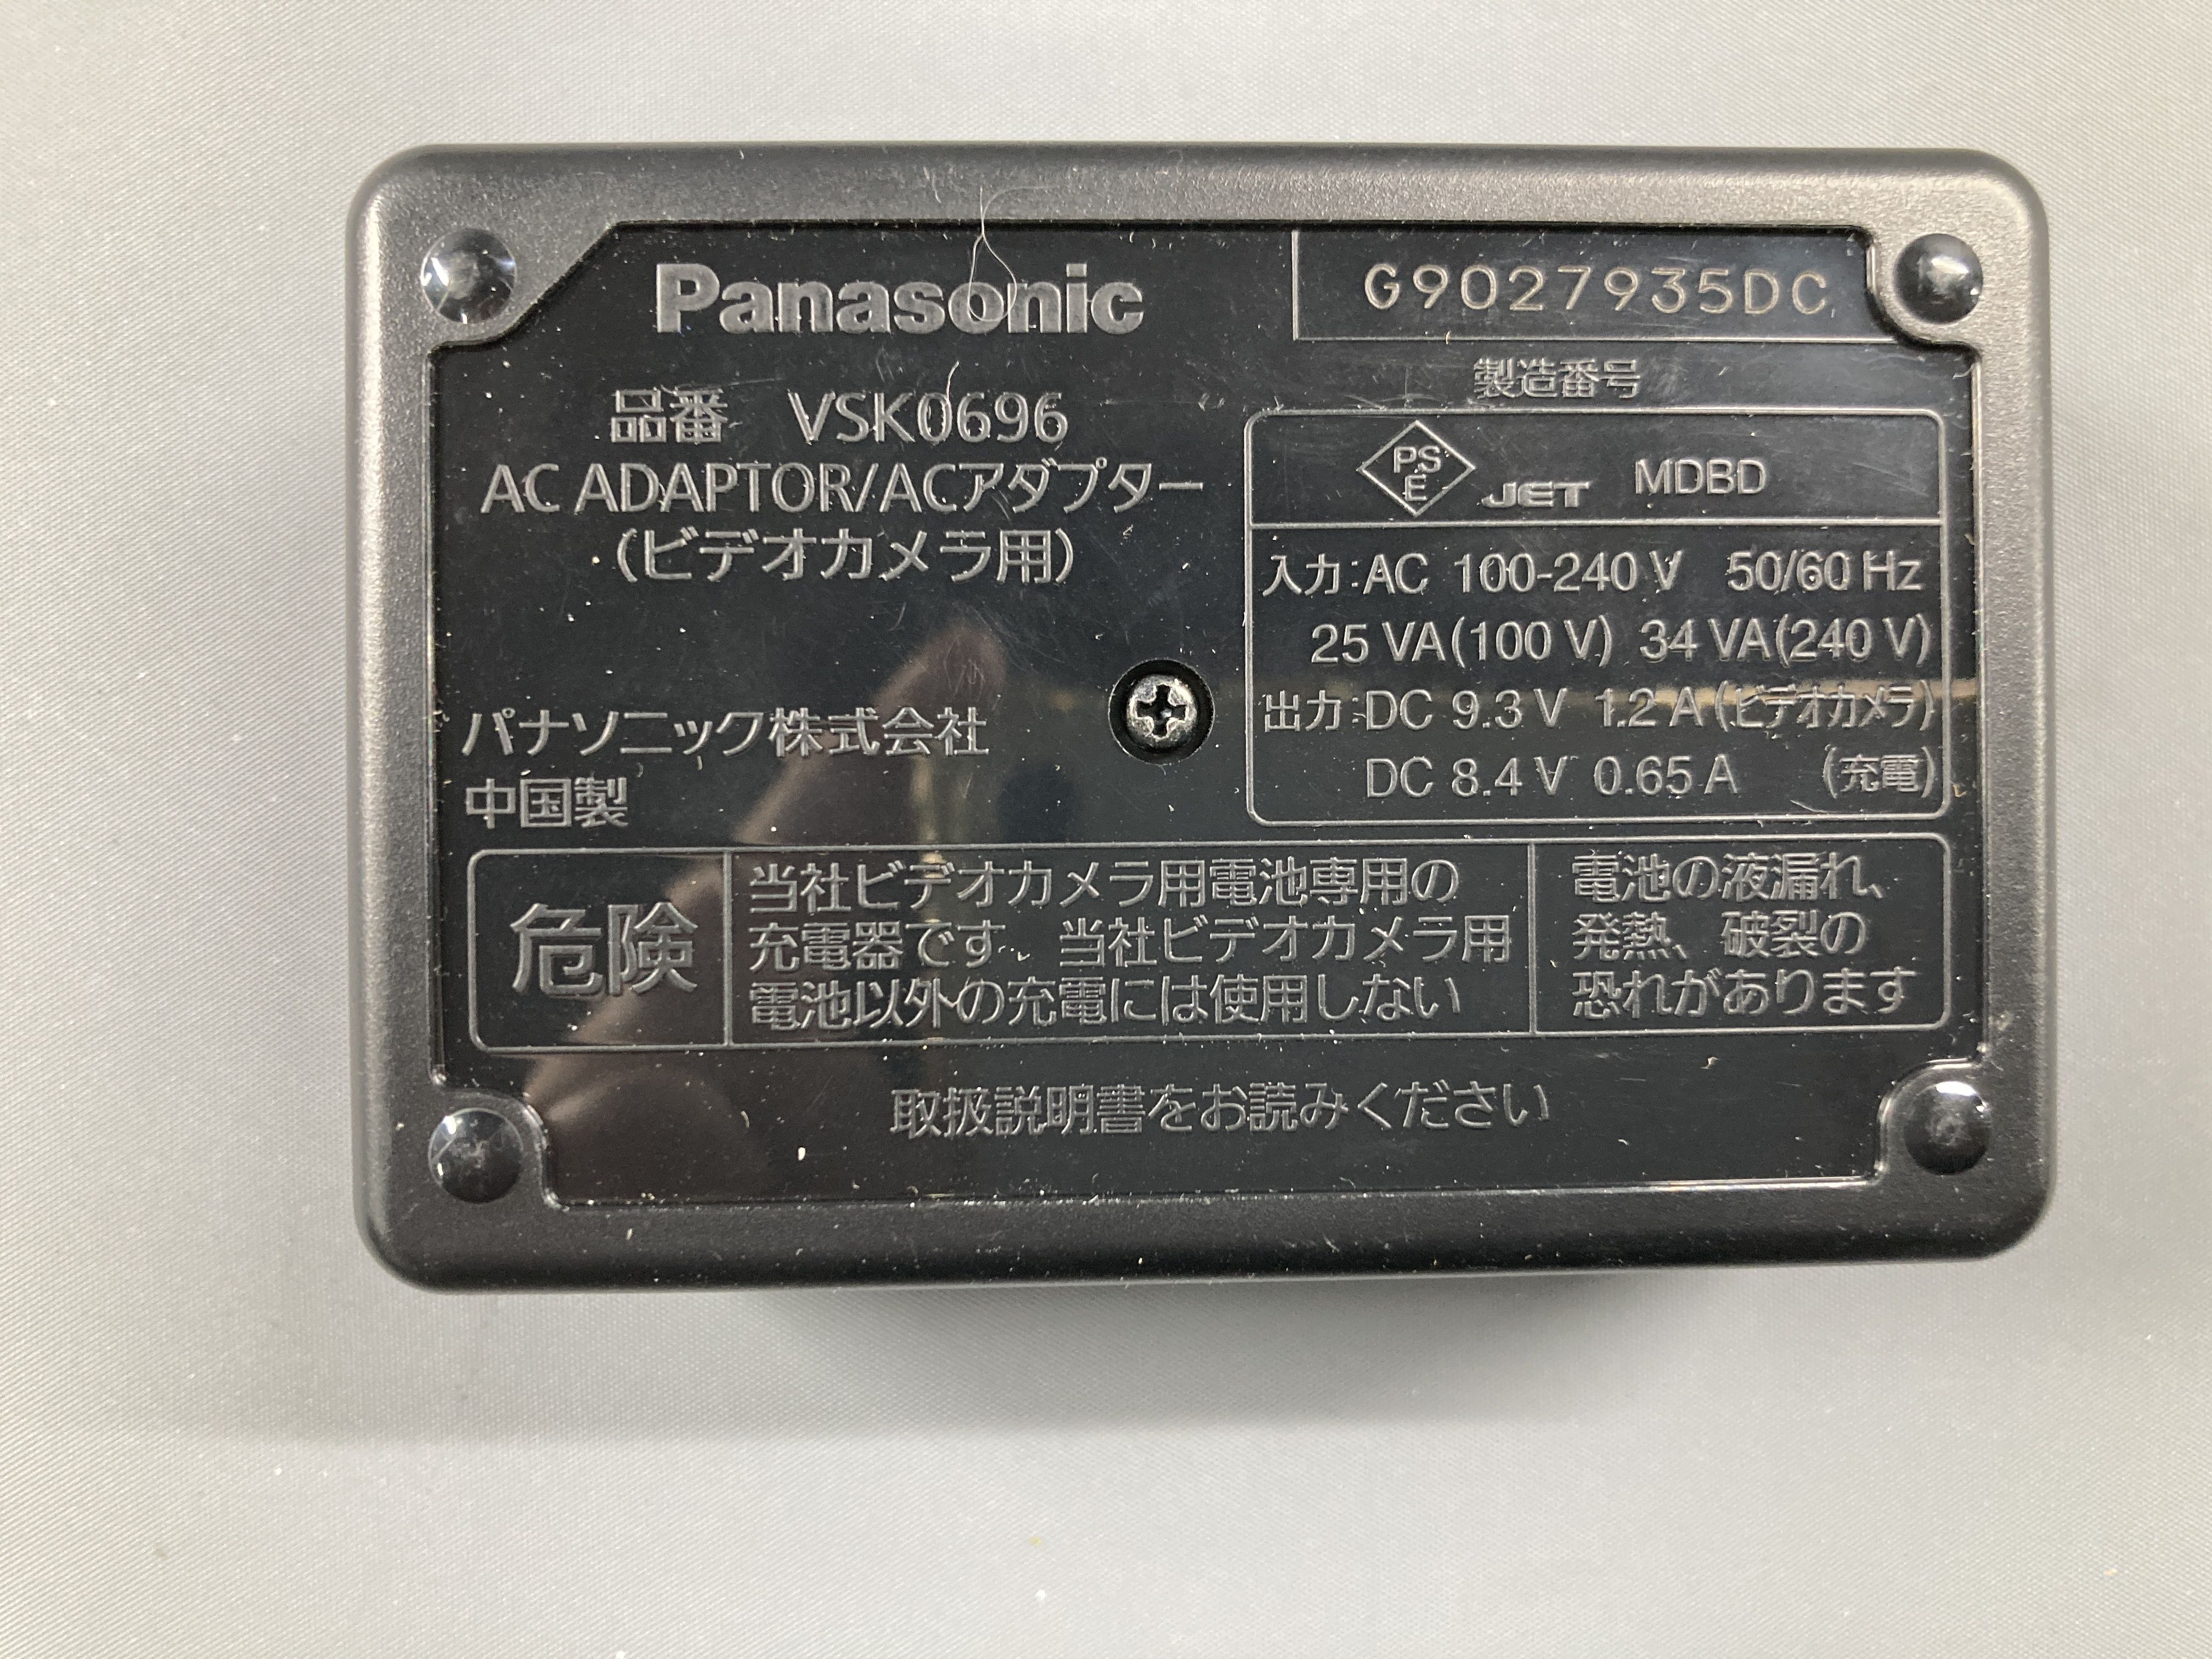 Panasonic
G9027935DC
製造番号
品番 VSK0696
AC ADAPTOR/ACアダプター
(ビデオカメラ用)
パナソニック株式会社
中国製
PSE JET MDBD
入力:AC 100-240 V 50/60 Hz
25 VA(100 V) 34 VA(240 V)
出力:DC 9.3 V 1.2 A (ビデオカメラ)
DC 8.4 V 0.65 A (充電)
危険
当社ビデオカメラ用電池専用の
充電器です、当社ビデオカメラ用
電池以外の充電には使用しない
電池の液漏れ、
発熱、破裂の
恐れがあります
取扱説明書をお読みください